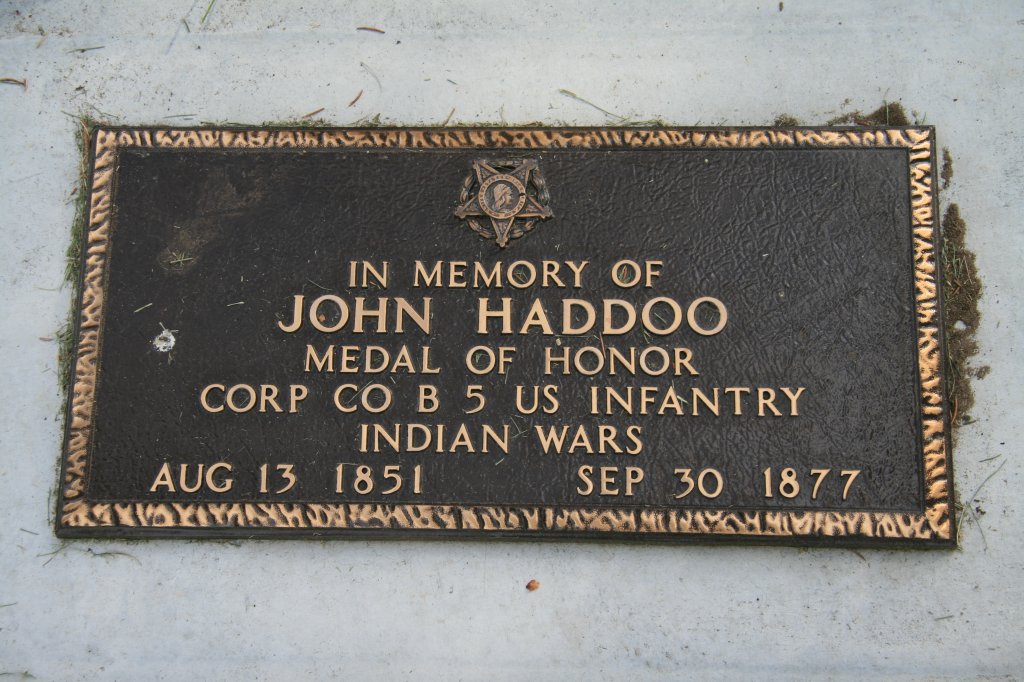 IN MEMORY OF
JOHN HADDOO
MEDAL OF HONOR
CORP CO B 5 US INFANTRY
INDIAN WARS
AUG 13 1851 SEP 30 1877